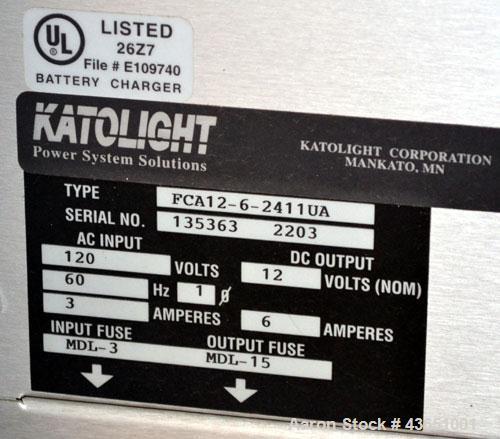 UL
LISTED
26Z7
File # E109740
BATTERY CHARGER
KATOLIGHT
Power System Solutions
KATOLIGHT CORPORATION
MANKATO, MN
TYPE FCA12-6-2411UA
SERIAL NO. 135363 2203
AC INPUT DC OUTPUT
120 VOLTS 12 VOLTS (NOM)
60 Hz 1 ϕ
3 AMPERES 6 AMPERES
INPUT FUSE OUTPUT FUSE
MDL-3 MDL-15
Aaron Stock #